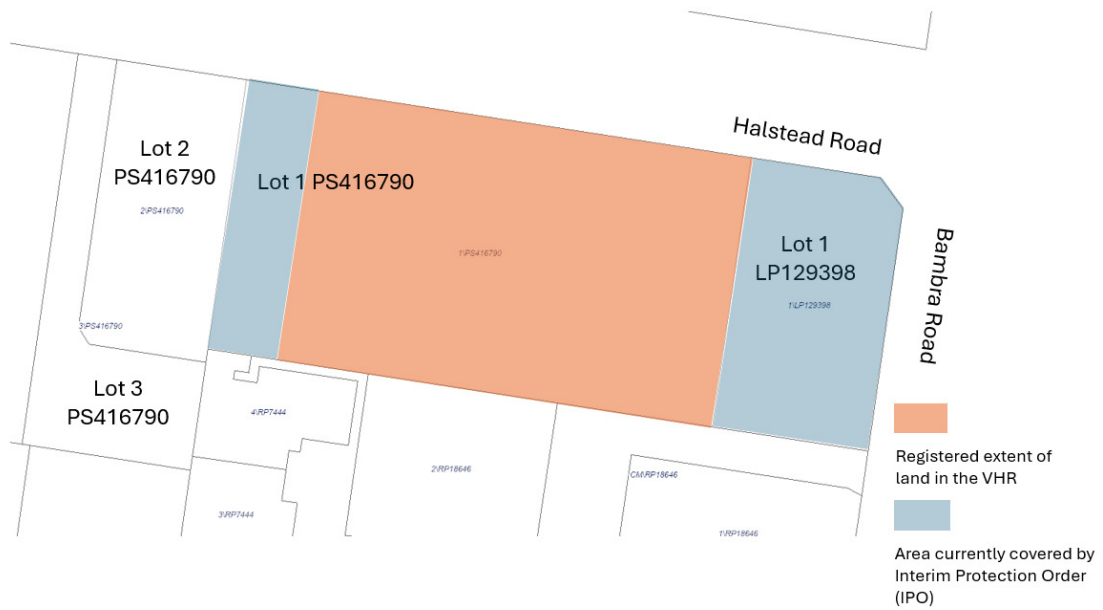 Halstead Road
Lot 2
PS416790
2\PS416790
Lot 1 PS416790
1\PS416790
Lot 1
LP129398
1\LP129398
Bambra Road
3\PS416790
Lot 3
PS416790
4\RP7444
2\RP18646
CM\RP18646
3\RP7444
1\RP18646
Registered extent of
land in the VHR
Area currently covered by
Interim Protection Order
(IPO)